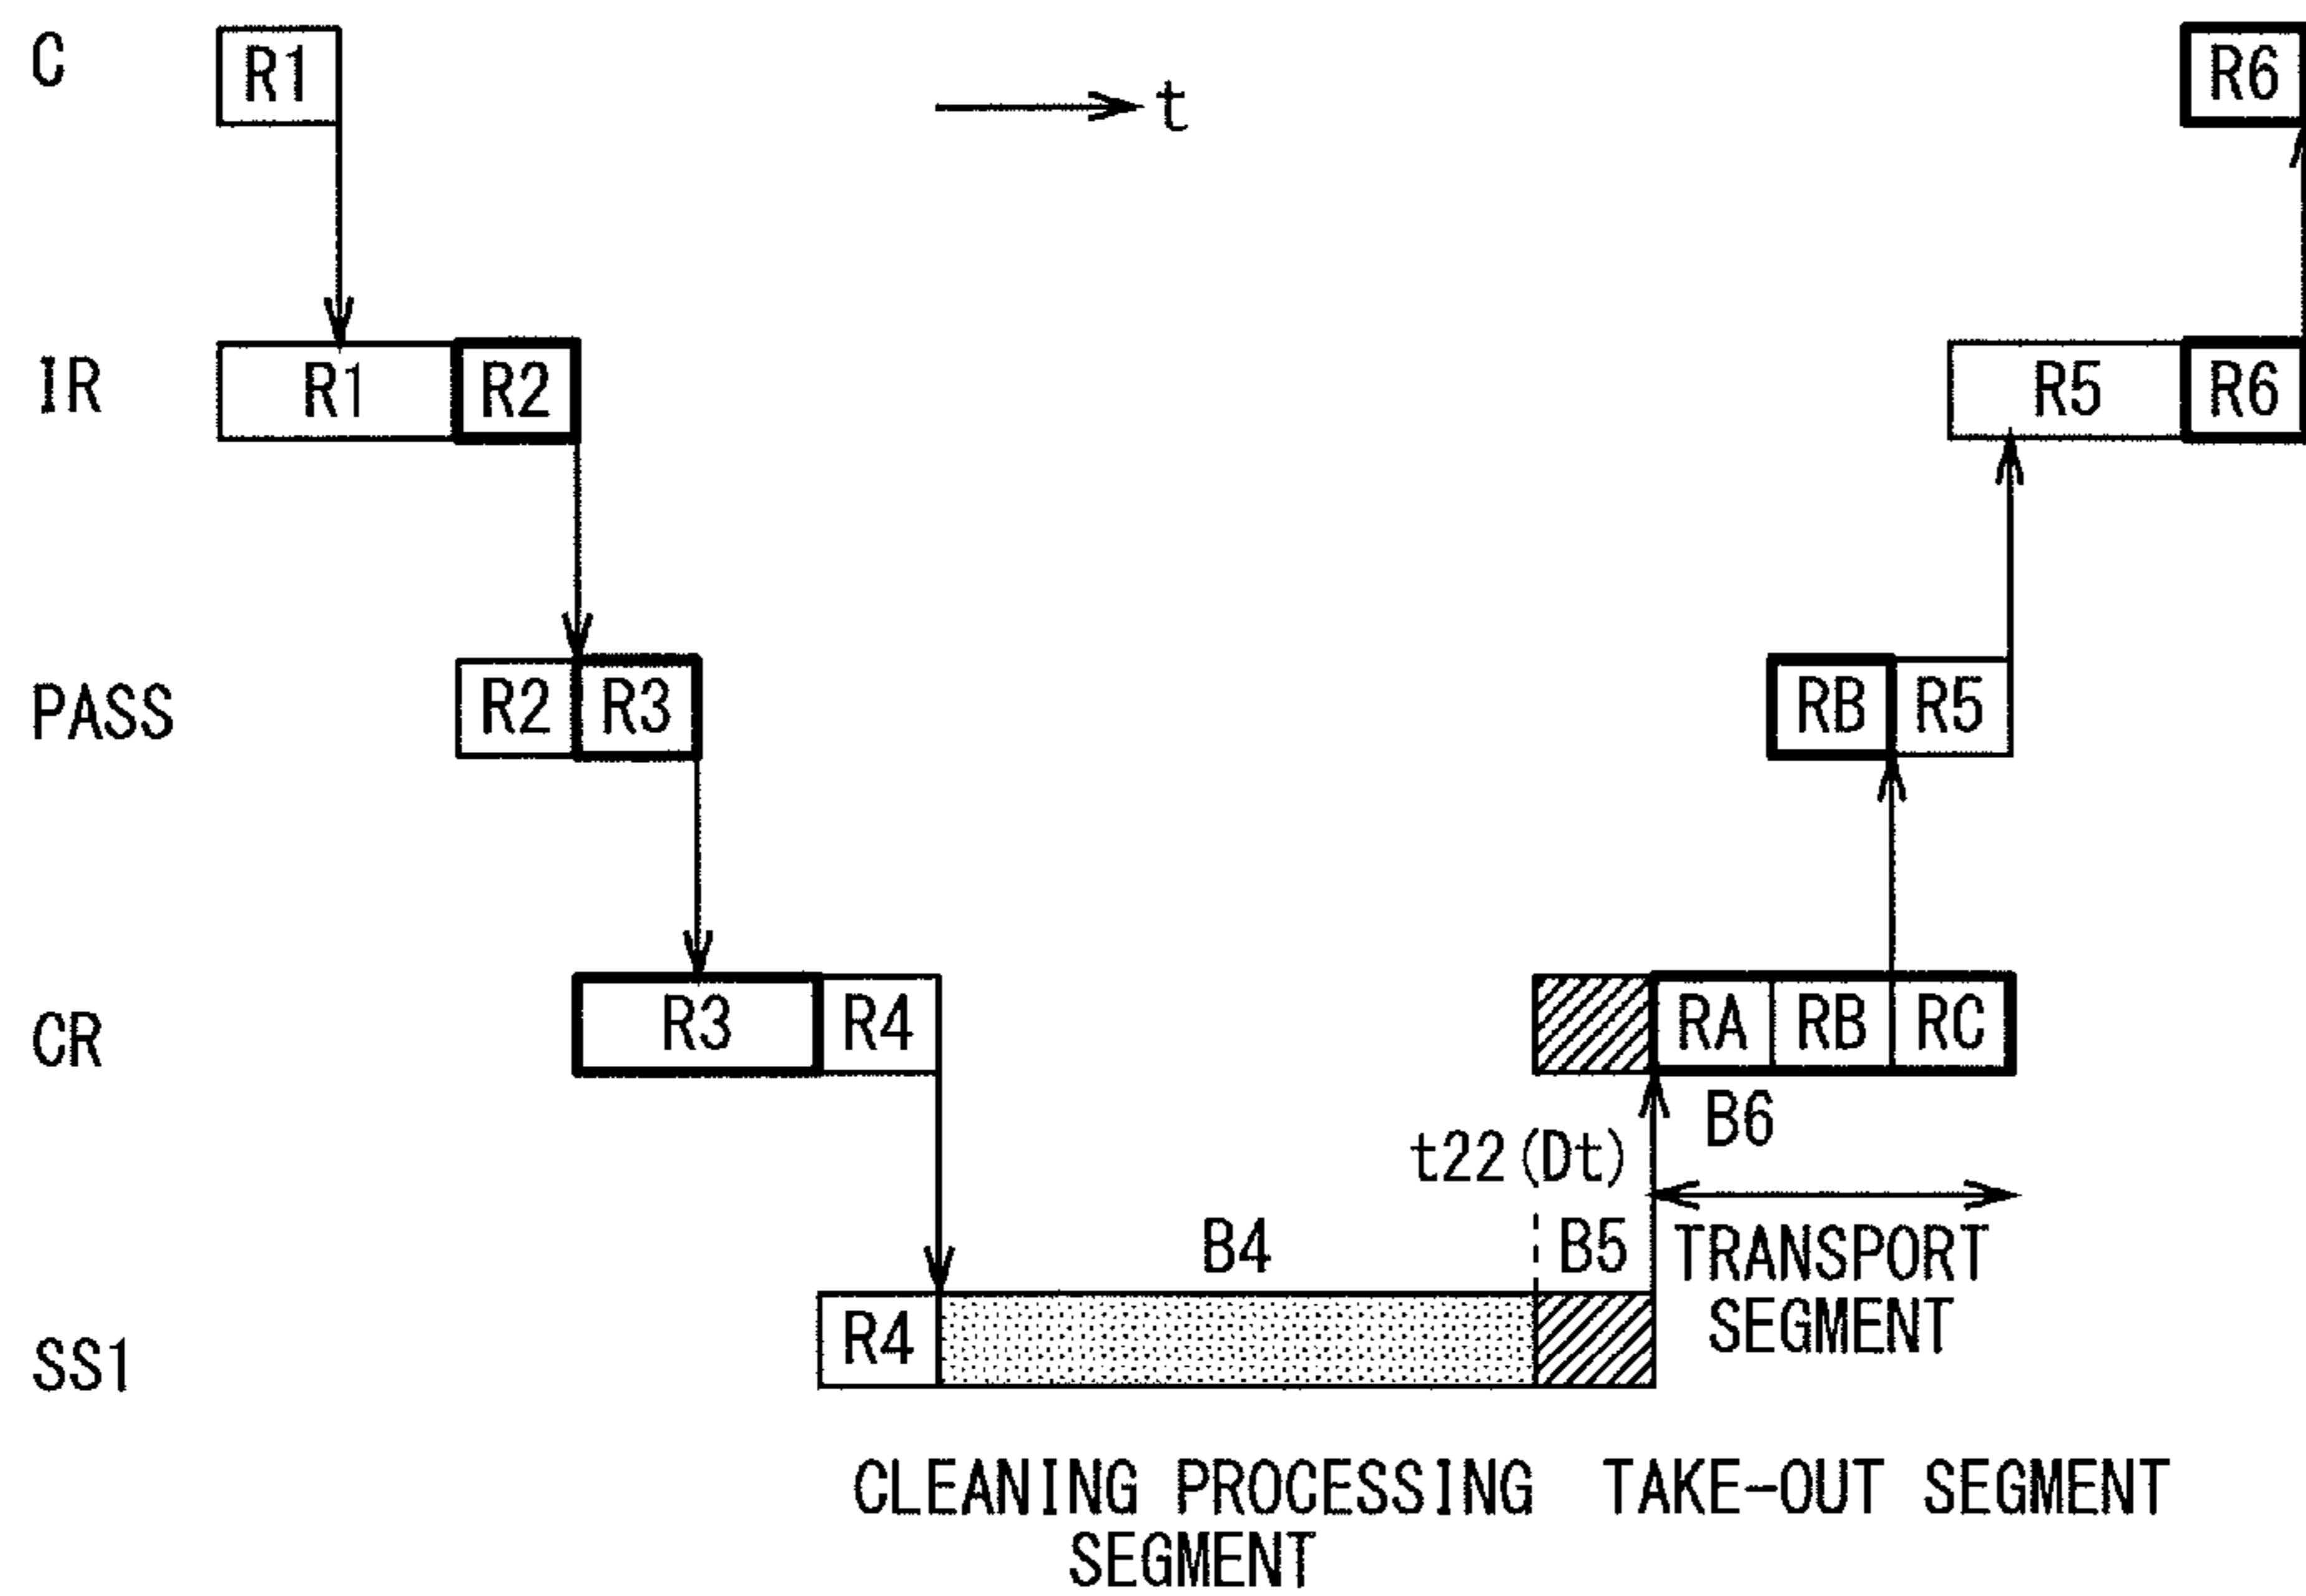 C R1 t R6
IR R1 R2 R5 R6
PASS R2 R3 RB R5
CR R3 R4 RA RB RC
B6
t22(Dt)
B4 B5 TRANSPORT
SEGMENT
SS1 R4
CLEANING PROCESSING TAKE-OUT SEGMENT
SEGMENT